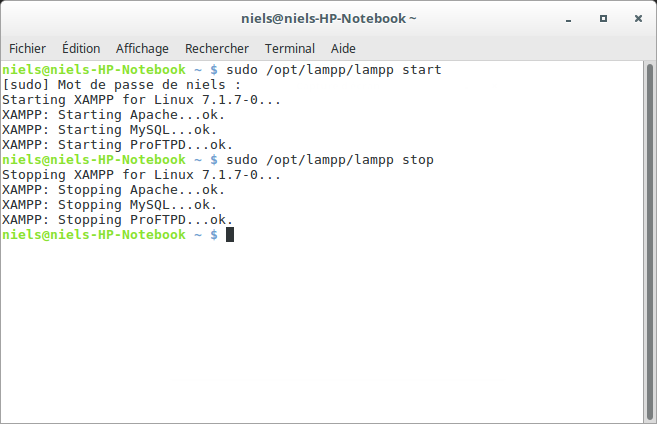 niels@niels-HP-Notebook ~
Fichier Édition Affichage Rechercher Terminal Aide
niels@niels-HP-Notebook ~ $ sudo /opt/lampp/lampp start
[sudo] Mot de passe de niels :
Starting XAMPP for Linux 7.1.7-0...
XAMPP: Starting Apache...ok.
XAMPP: Starting MySQL...ok.
XAMPP: Starting ProFTPD...ok.
niels@niels-HP-Notebook ~ $ sudo /opt/lampp/lampp stop
Stopping XAMPP for Linux 7.1.7-0...
XAMPP: Stopping Apache...ok.
XAMPP: Stopping MySQL...ok.
XAMPP: Stopping ProFTPD...ok.
niels@niels-HP-Notebook ~ $